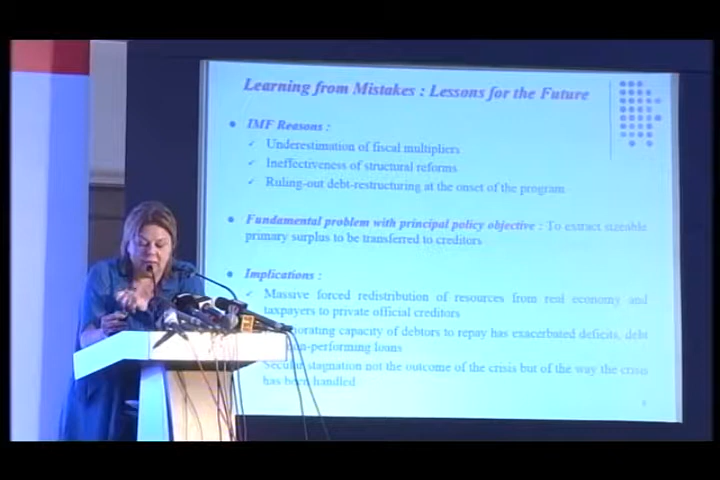 Learning from Mistakes : Lessons for the Future
IMF Reasons :
Underestimation of fiscal multipliers
Ineffectiveness of structural reforms
Ruling-out debt-restructuring at the onset of the program
Fundamental problem with principal policy objective : To extract sizeable
primary surplus to be transferred to creditors
Implications :
Massive forced redistribution of resources from real economy and
taxpayers to private official creditors
orating capacity of debtors to repay has exacerbated deficits, debt
non-performing loans
Secular stagnation not the outcome of the crisis but of the way the crisis
has been handled